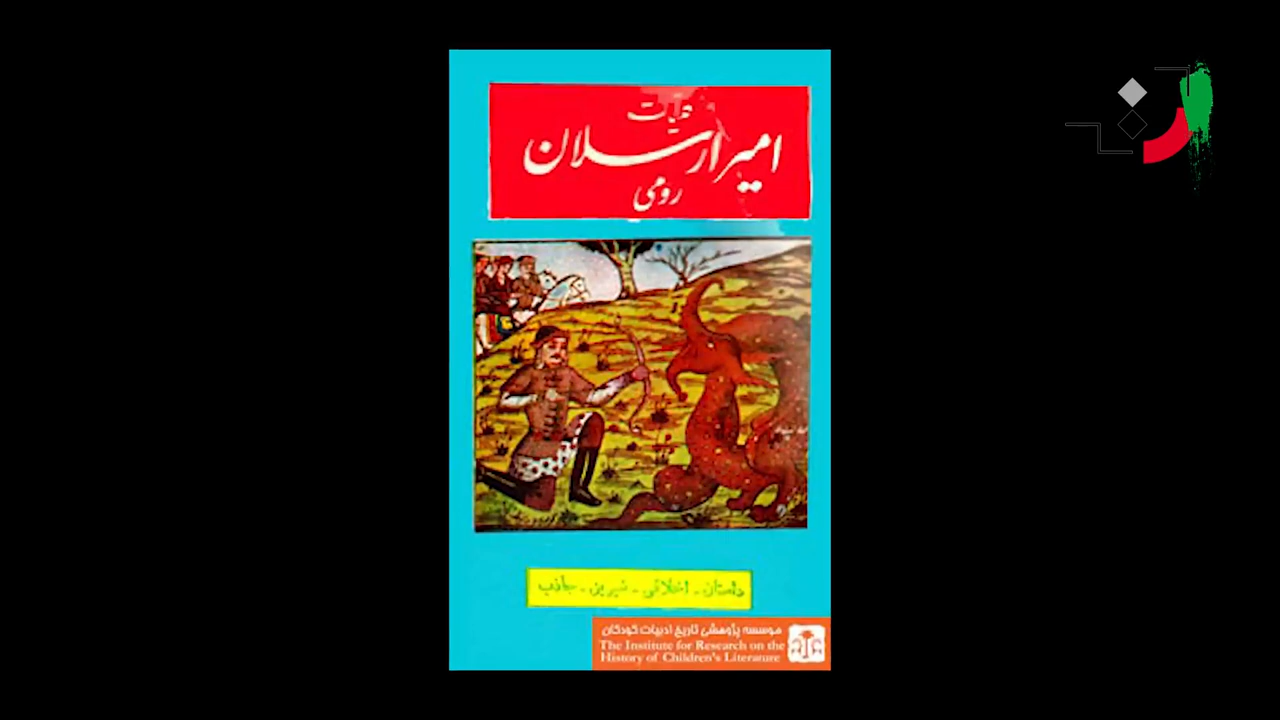 کلیات
امیر ارسلان
رومی
داستان - اخلاقی - شیرین - جاذب
موسسه پژوهشی تاریخ ادبیات کودکان
The Institute for Research on the
History of Children's Literature